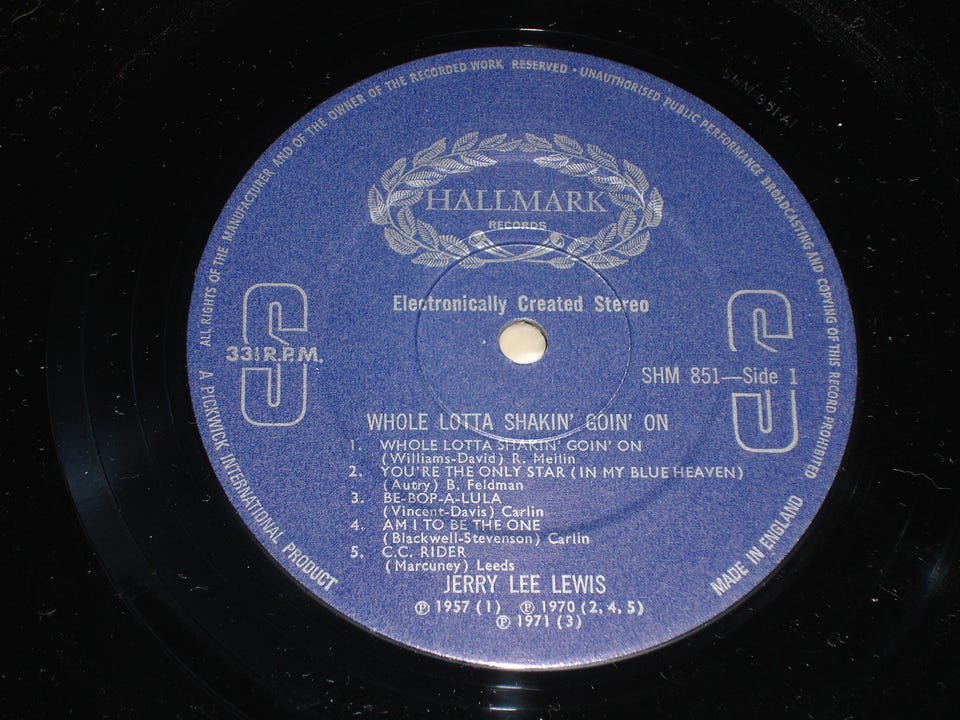 ALL RIGHTS OF THE MANUFACTURER AND OF THE OWNER OF THE RECORDED WORK RESERVED · UNAUTHORISED PUBLIC PERFORMANCE BROADCASTING AND COPYING OF THIS RECORD PROHIBITED
SHM 851 A1
HALLMARK
RECORDS
Electronically Created Stereo
S
33⅓ R.P.M.
S
SHM 851—Side 1
WHOLE LOTTA SHAKIN' GOIN' ON
1. WHOLE LOTTA SHAKIN' GOIN' ON
(Williams-David) R. Mellin
2. YOU'RE THE ONLY STAR (IN MY BLUE HEAVEN)
(Autry) B. Feldman
3. BE-BOP-A-LULA
(Vincent-Davis) Carlin
4. AM I TO BE THE ONE
(Blackwell-Stevenson) Carlin
5. C.C. RIDER
(Marcuney) Leeds
JERRY LEE LEWIS
℗ 1957 (1) ℗ 1970 (2, 4, 5)
℗ 1971 (3)
A PICKWICK INTERNATIONAL PRODUCT
MADE IN ENGLAND